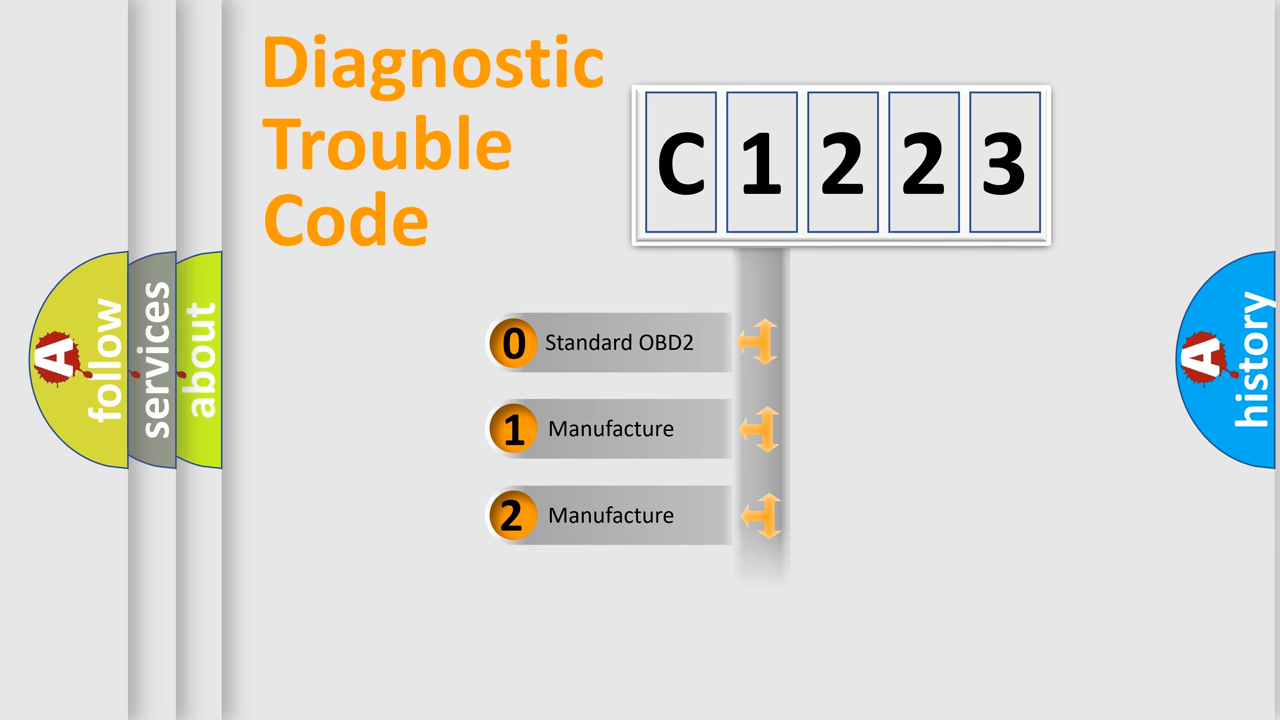 Diagnostic
Trouble
Code
C 1 2 2 3
0 Standard OBD2
1 Manufacture
2 Manufacture
A
follow
services
about
A
history